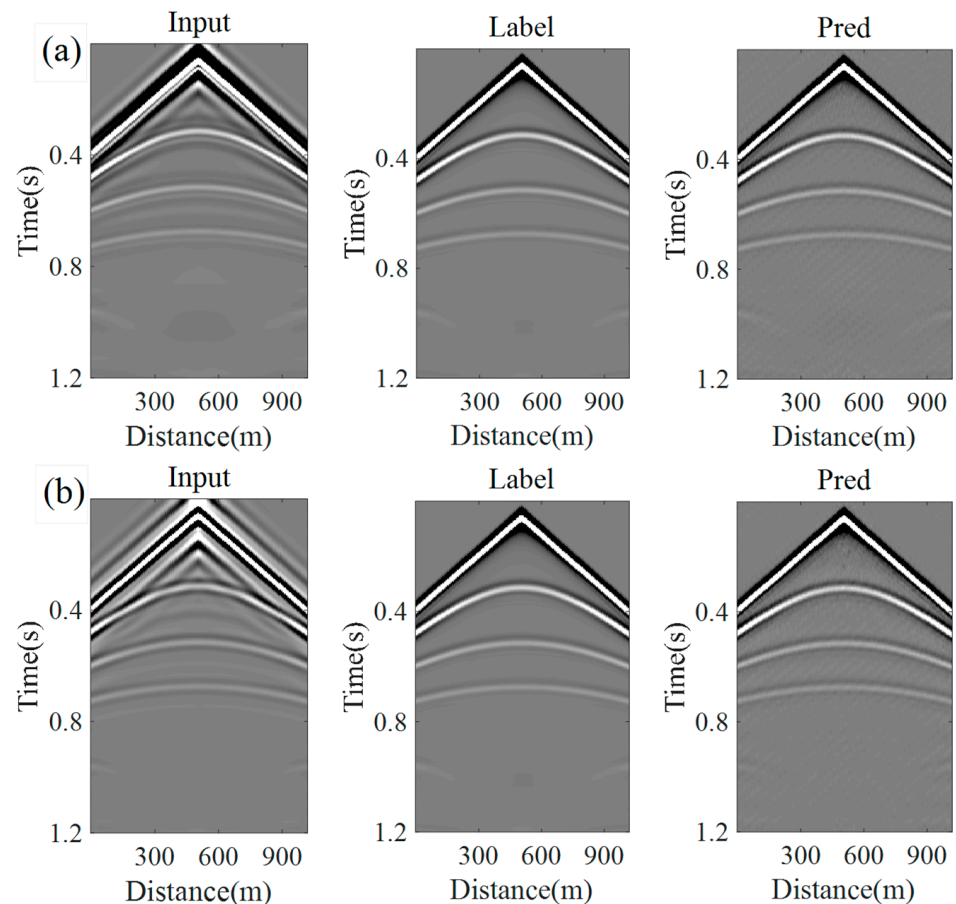 (a)
Input
Label
Pred
Time(s)
0.4
0.8
1.2
300 600 900
Distance(m)
Time(s)
0.4
0.8
1.2
300 600 900
Distance(m)
Time(s)
0.4
0.8
1.2
300 600 900
Distance(m)
(b)
Input
Label
Pred
Time(s)
0.4
0.8
1.2
300 600 900
Distance(m)
Time(s)
0.4
0.8
1.2
300 600 900
Distance(m)
Time(s)
0.4
0.8
1.2
300 600 900
Distance(m)